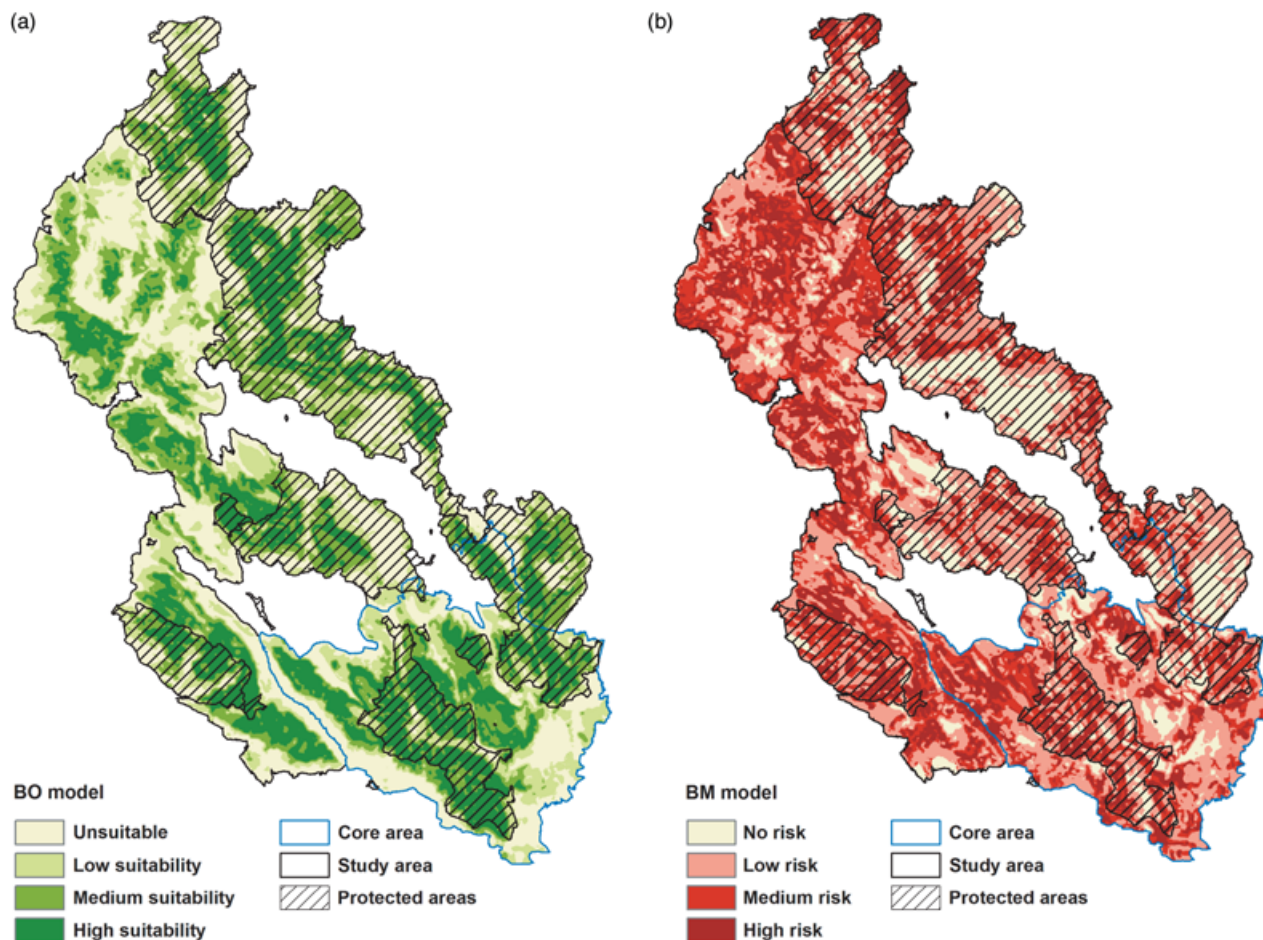 (a)
BO model
Unsuitable
Low suitability
Medium suitability
High suitability
Core area
Study area
Protected areas
(b)
BM model
No risk
Low risk
Medium risk
High risk
Core area
Study area
Protected areas